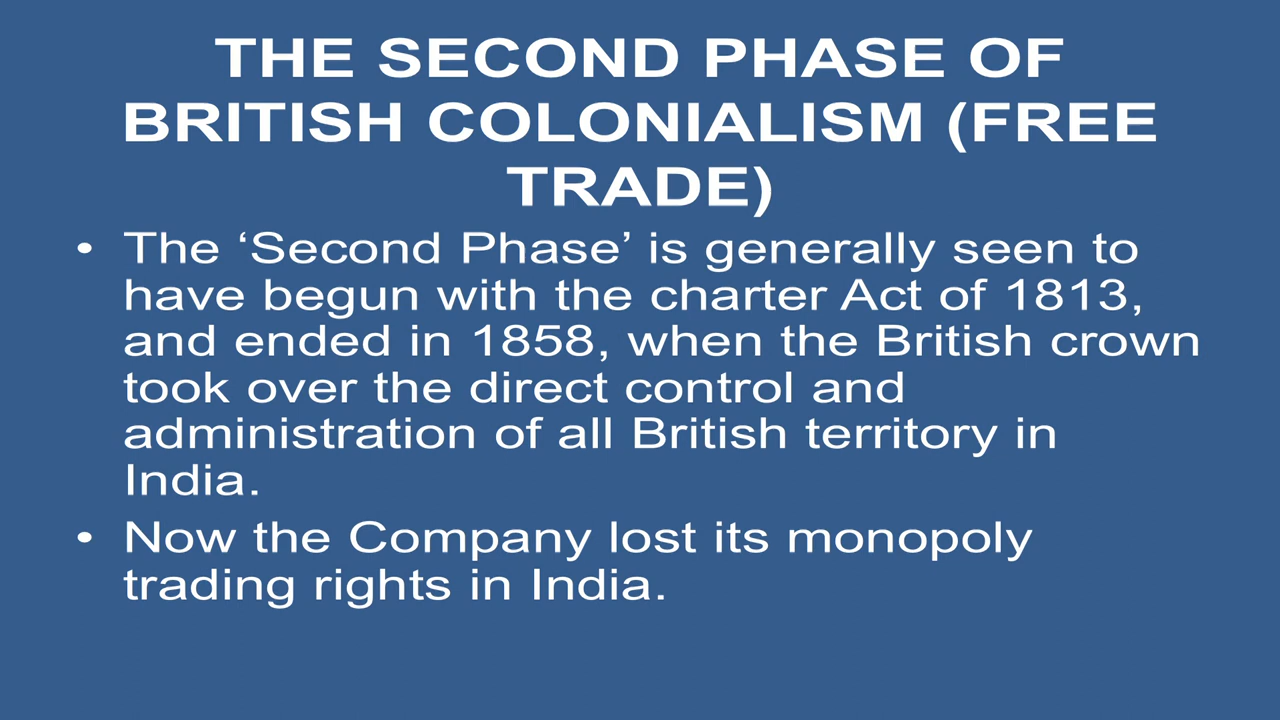 THE SECOND PHASE OF
BRITISH COLONIALISM (FREE
TRADE)
• The ‘Second Phase’ is generally seen to
have begun with the charter Act of 1813,
and ended in 1858, when the British crown
took over the direct control and
administration of all British territory in
India.
• Now the Company lost its monopoly
trading rights in India.